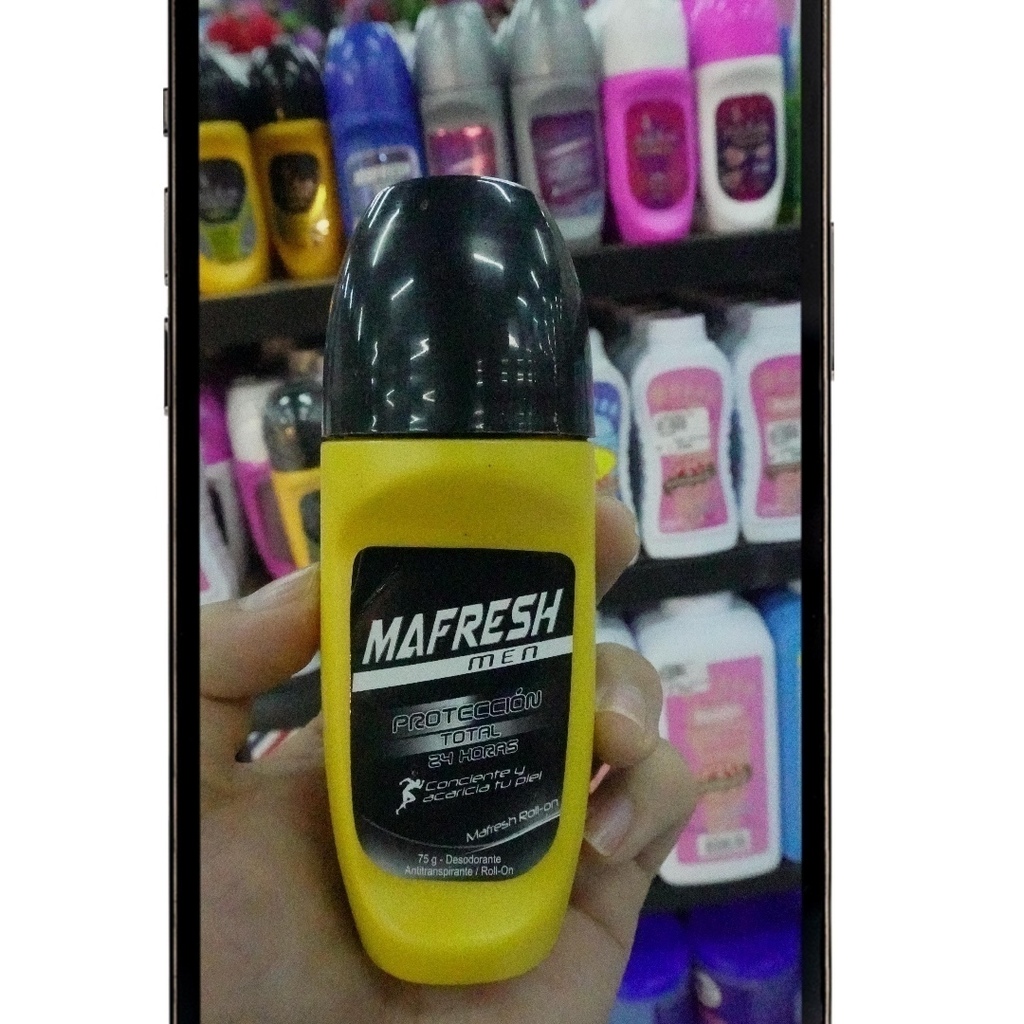 MAFRESH
MEN
PROTECCIÓN
TOTAL
24 HORAS
Conciente y
acaricia tu piel
Mafresh Roll-on
75 g - Desodorante
Antitranspirante / Roll-On